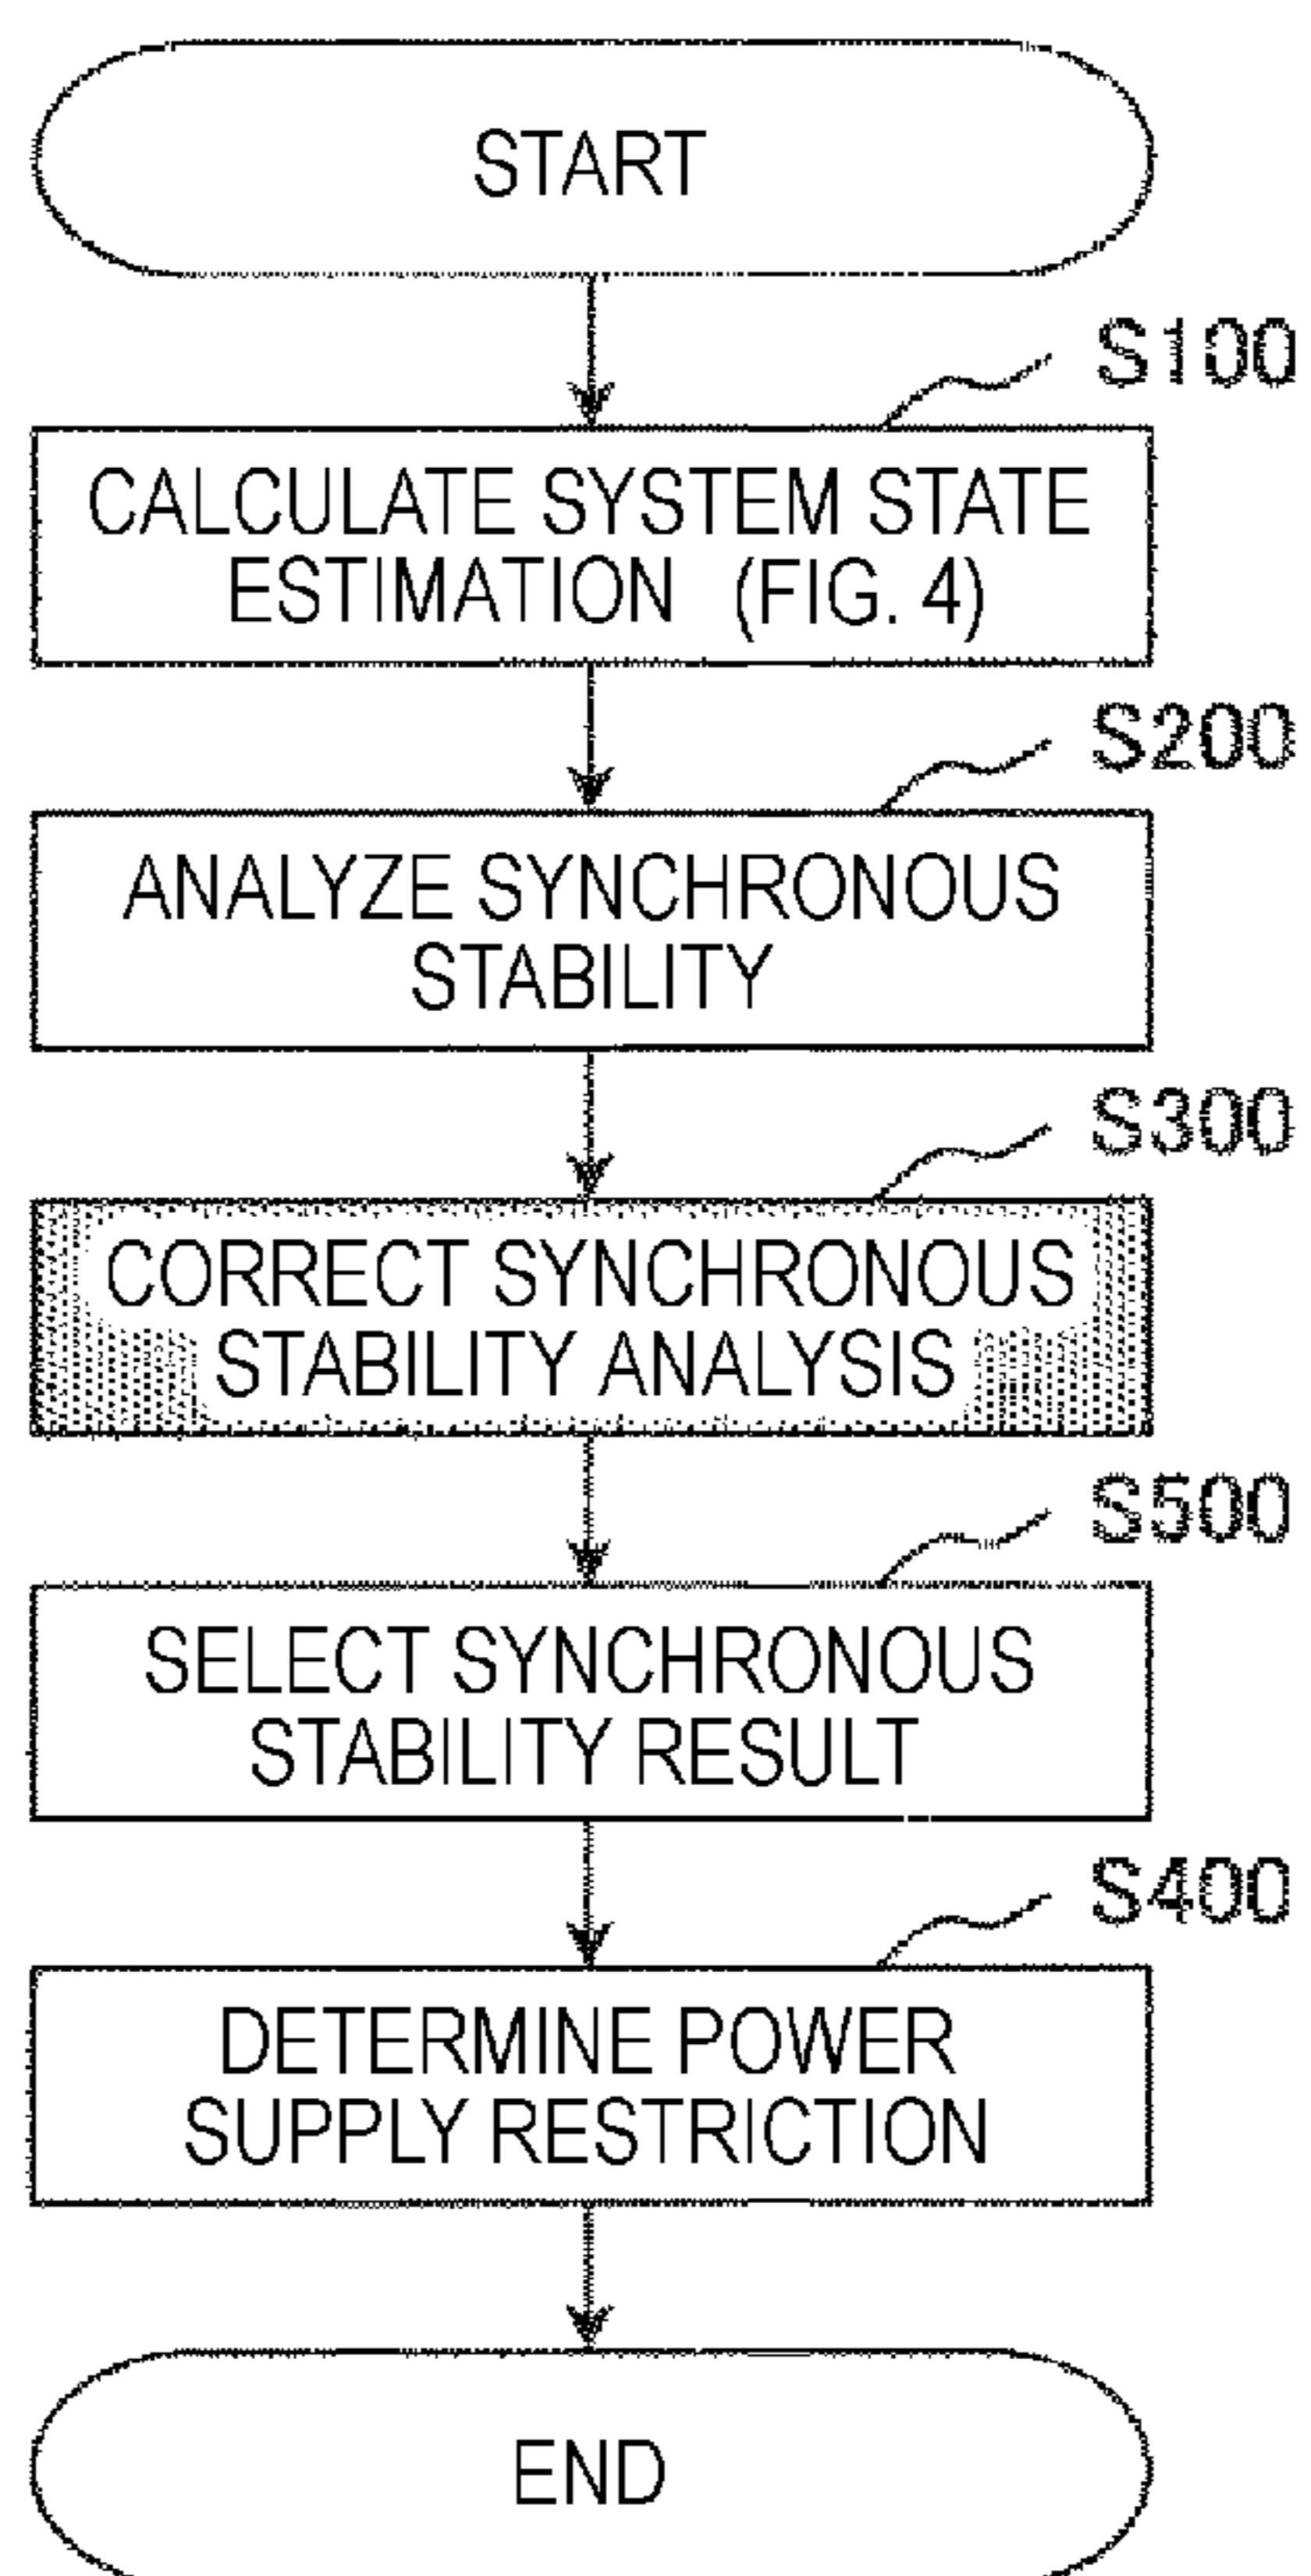 START
S100
CALCULATE SYSTEM STATE
ESTIMATION (FIG. 4)
S200
ANALYZE SYNCHRONOUS
STABILITY
S300
CORRECT SYNCHRONOUS
STABILITY ANALYSIS
S500
SELECT SYNCHRONOUS
STABILITY RESULT
S400
DETERMINE POWER
SUPPLY RESTRICTION
END